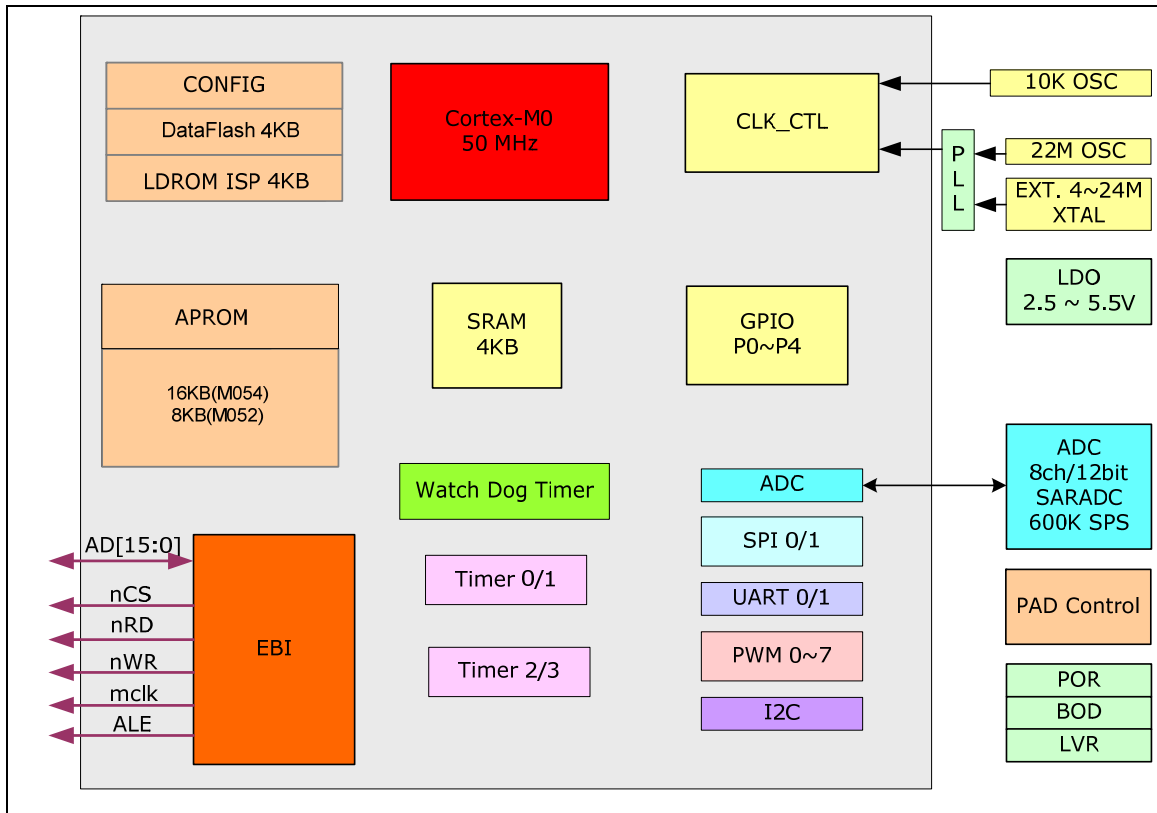 CONFIG
DataFlash 4KB
LDROM ISP 4KB
Cortex-M0
50 MHz
CLK_CTL
10K OSC
P
L
L
22M OSC
EXT. 4~24M
XTAL
LDO
2.5 ~ 5.5V
APROM
16KB(M054)
8KB(M052)
SRAM
4KB
GPIO
P0~P4
Watch Dog Timer
Timer 0/1
Timer 2/3
ADC
SPI 0/1
UART 0/1
PWM 0~7
I2C
ADC
8ch/12bit
SARADC
600K SPS
PAD Control
POR
BOD
LVR
AD[15:0]
nCS
nRD
nWR
mclk
ALE
EBI